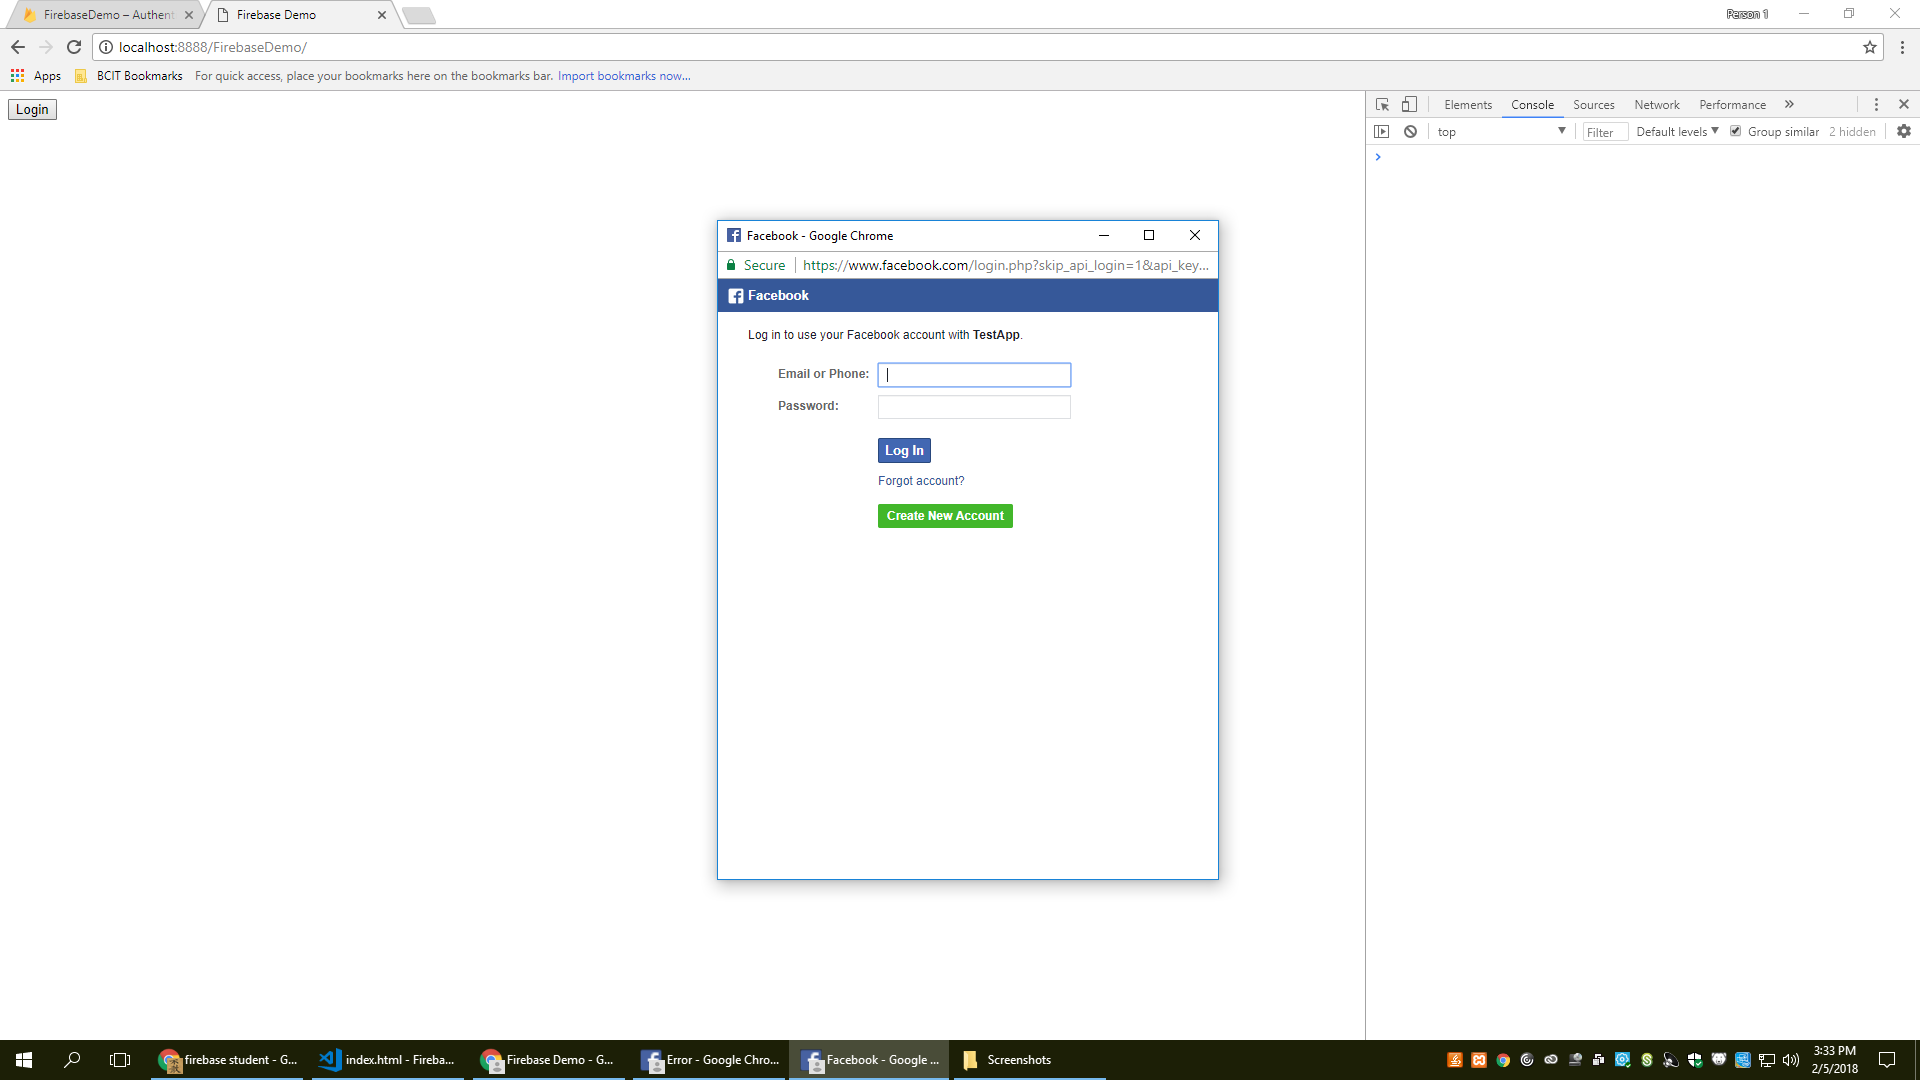 FirebaseDemo – Authent
Firebase Demo
Person 1
localhost:8888/FirebaseDemo/
Apps
BCIT Bookmarks
For quick access, place your bookmarks here on the bookmarks bar. Import bookmarks now...
Login
Elements Console Sources Network Performance »
top
Filter
Default levels
Group similar
2 hidden
Facebook - Google Chrome
Secure
https://www.facebook.com/login.php?skip_api_login=1&api_key...
Facebook
Log in to use your Facebook account with TestApp.
Email or Phone:
Password:
Log In
Forgot account?
Create New Account
firebase student - G...
index.html - Fireba...
Firebase Demo - G...
Error - Google Chro...
Facebook - Google ...
Screenshots
3:33 PM
2/5/2018